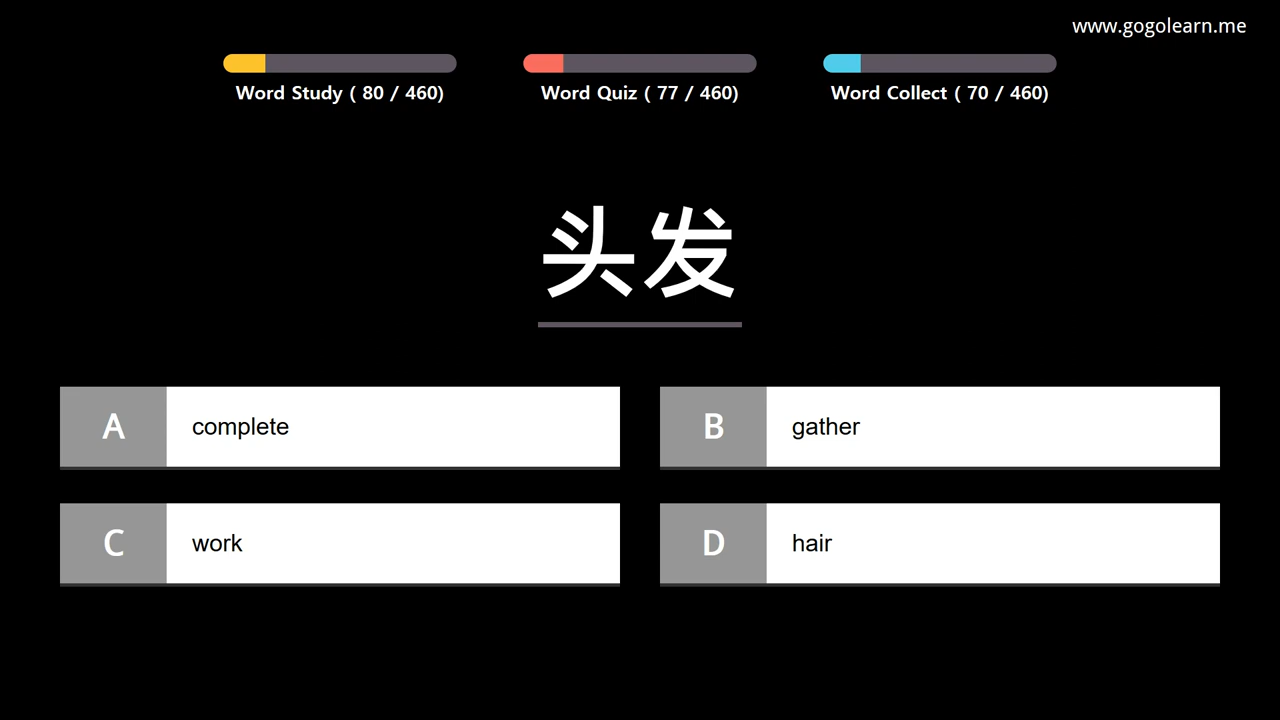 www.gogolearn.me
Word Study ( 80 / 460)
Word Quiz ( 77 / 460)
Word Collect ( 70 / 460)
头发
A complete
B gather
C work
D hair